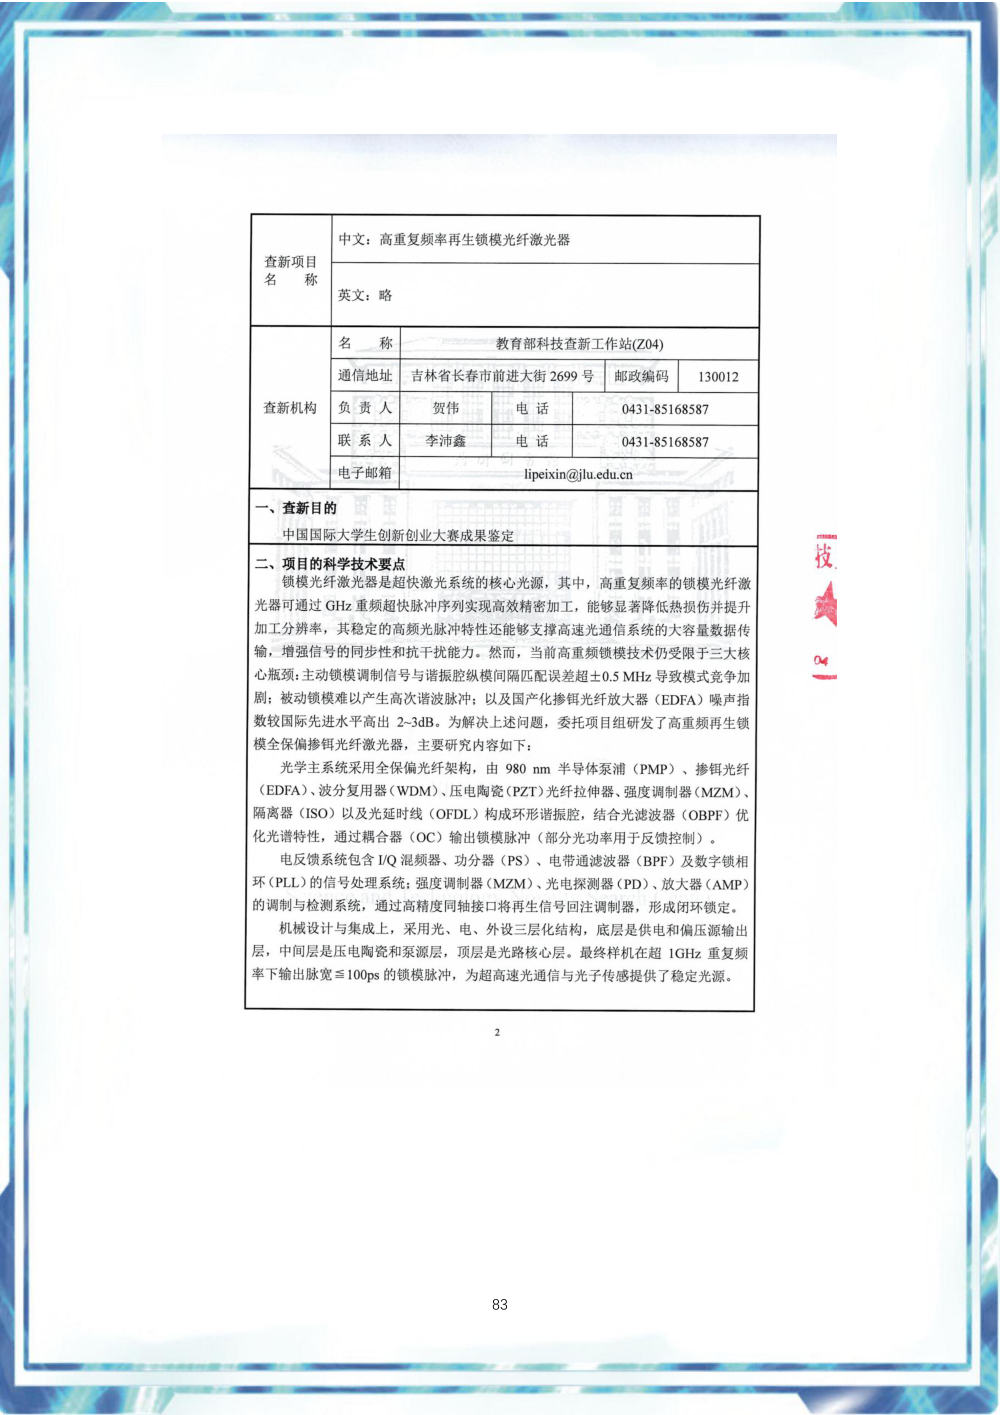 查新项目
名 称
中文：高重复频率再生锁模光纤激光器
英文：略
查新机构
名 称 教育部科技查新工作站(Z04)
通信地址 吉林省长春市前进大街 2699 号 邮政编码 130012
负 责 人 贺伟 电 话 0431-85168587
联 系 人 李沛鑫 电 话 0431-85168587
电子邮箱 lipeixin@jlu.edu.cn
一、查新目的
中国国际大学生创新创业大赛成果鉴定
二、项目的科学技术要点
锁模光纤激光器是超快激光系统的核心光源，其中，高重复频率的锁模光纤激
光器可通过 GHz 重频超快脉冲序列实现高效精密加工，能够显著降低热损伤并提升
加工分辨率，其稳定的高频光脉冲特性还能够支撑高速光通信系统的大容量数据传
输，增强信号的同步性和抗干扰能力。然而，当前高重频锁模技术仍受限于三大核
心瓶颈：主动锁模调制信号与谐振腔纵模间隔匹配误差超±0.5 MHz 导致模式竞争加
剧；被动锁模难以产生高次谐波脉冲；以及国产化掺铒光纤放大器（EDFA）噪声指
数较国际先进水平高出 2~3dB。为解决上述问题，委托项目组研发了高重频再生锁
模全保偏掺铒光纤激光器，主要研究内容如下：
光学主系统采用全保偏光纤架构，由 980 nm 半导体泵浦（PMP）、掺铒光纤
（EDFA）、波分复用器（WDM）、压电陶瓷（PZT）光纤拉伸器、强度调制器（MZM）、
隔离器（ISO）以及光延时线（OFDL）构成环形谐振腔，结合光滤波器（OBPF）优
化光谱特性，通过耦合器（OC）输出锁模脉冲（部分光功率用于反馈控制）。
电反馈系统包含 I/Q 混频器、功分器（PS）、电带通滤波器（BPF）及数字锁相
环（PLL）的信号处理系统；强度调制器（MZM）、光电探测器（PD）、放大器（AMP）
的调制与检测系统，通过高精度同轴接口将再生信号回注调制器，形成闭环锁定。
机械设计与集成上，采用光、电、外设三层化结构，底层是供电和偏压源输出
层，中间层是压电陶瓷和泵源层，顶层是光路核心层。最终样机在超 1GHz 重复频
率下输出脉宽≦100ps 的锁模脉冲，为超高速光通信与光子传感提供了稳定光源。
技
2
83